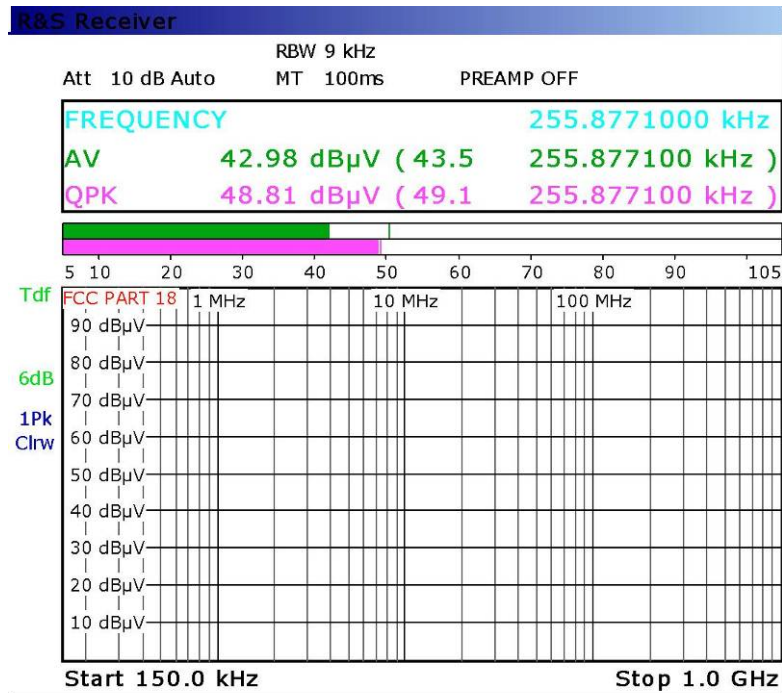 R&S Receiver
RBW 9 kHz
Att 10 dB Auto MT 100ms PREAMP OFF
FREQUENCY 255.8771000 kHz
AV 42.98 dBµV ( 43.5 255.877100 kHz )
QPK 48.81 dBµV ( 49.1 255.877100 kHz )
5 10 20 30 40 50 60 70 80 90 105
Tdf FCC PART 18 1 MHz 10 MHz 100 MHz
90 dBµV
80 dBµV
6dB
70 dBµV
1Pk
Clrw 60 dBµV
50 dBµV
40 dBµV
30 dBµV
20 dBµV
10 dBµV
Start 150.0 kHz Stop 1.0 GHz